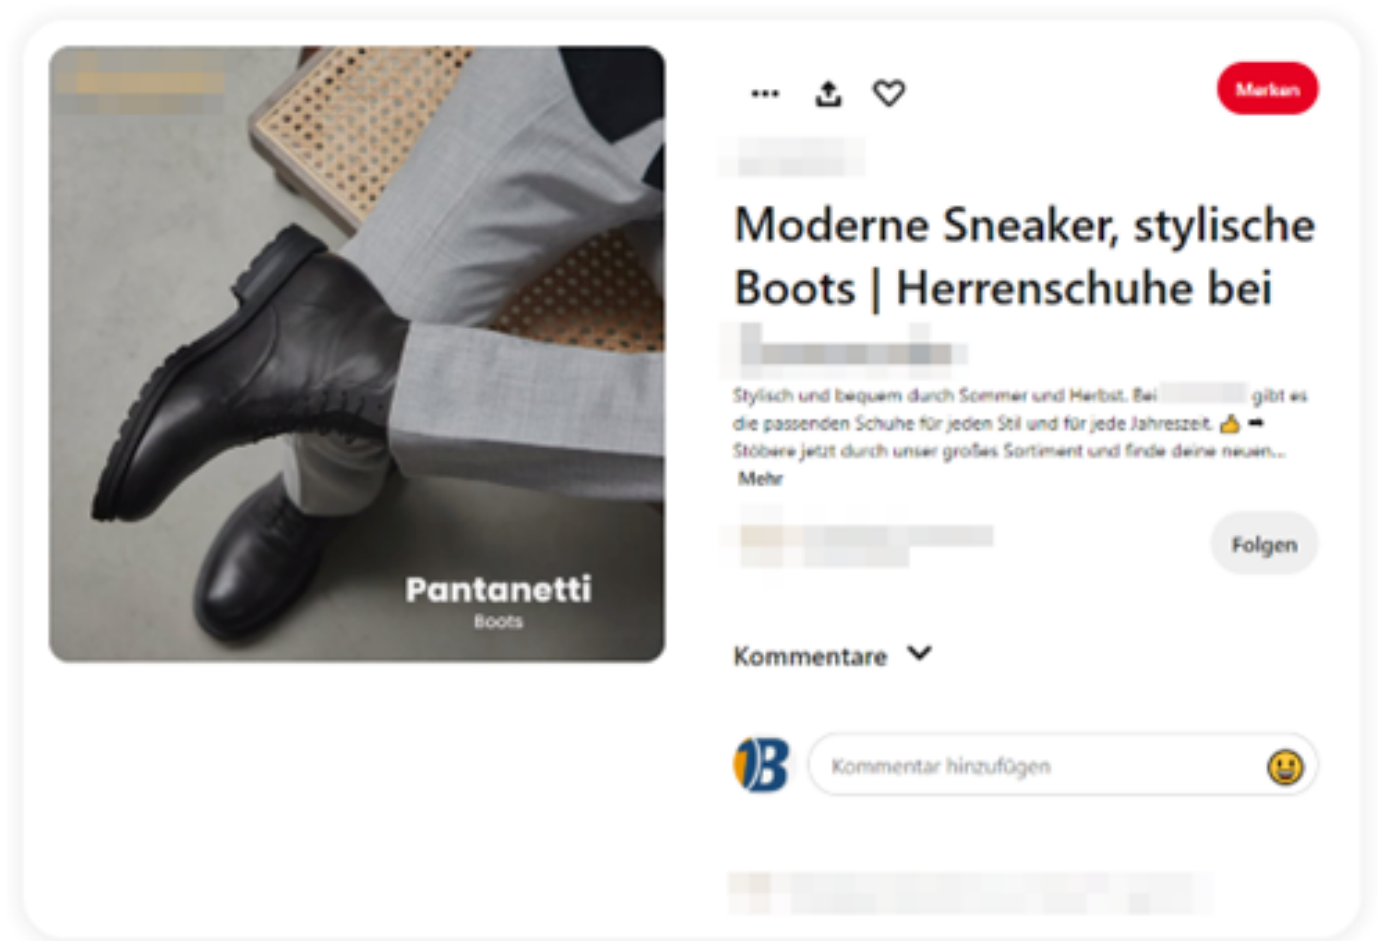 Merken
Moderne Sneaker, stylische
Boots | Herrenschuhe bei
Stylisch und bequem durch Sommer und Herbst. Bei gibt es
die passenden Schuhe für jeden Stil und für jede Jahreszeit. 👍 ➡
Stöbere jetzt durch unser großes Sortiment und finde deine neuen...
Mehr
Folgen
Pantanetti
Boots
Kommentare
B
Kommentar hinzufügen